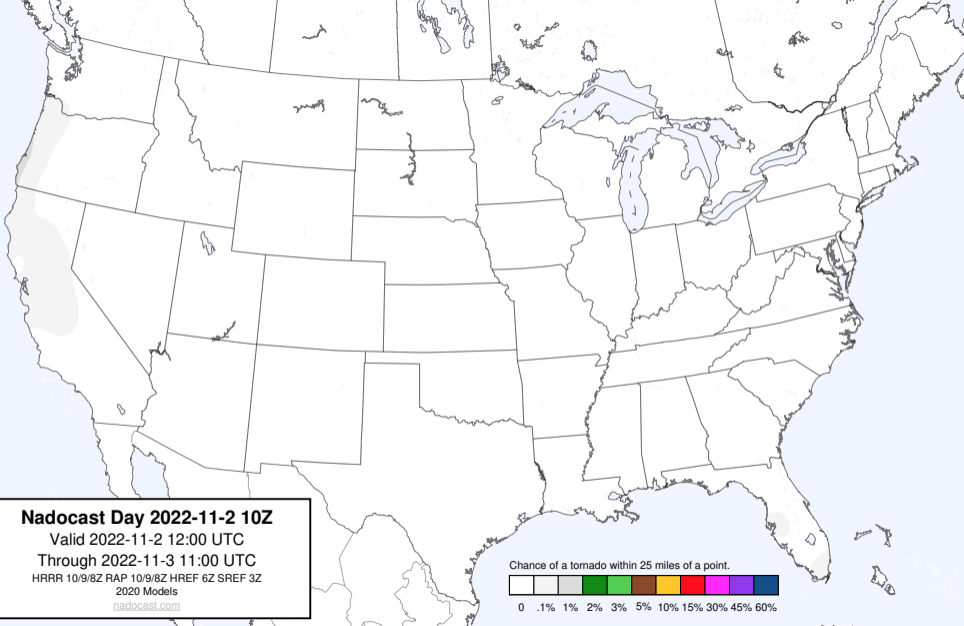 Nadocast Day 2022-11-2 10Z
Valid 2022-11-2 12:00 UTC
Through 2022-11-3 11:00 UTC
HRRR 10/9/8Z RAP 10/9/8Z HREF 6Z SREF 3Z
2020 Models
nadocast.com
Chance of a tornado within 25 miles of a point.
0 .1% 1% 2% 3% 5% 10% 15% 30% 45% 60%